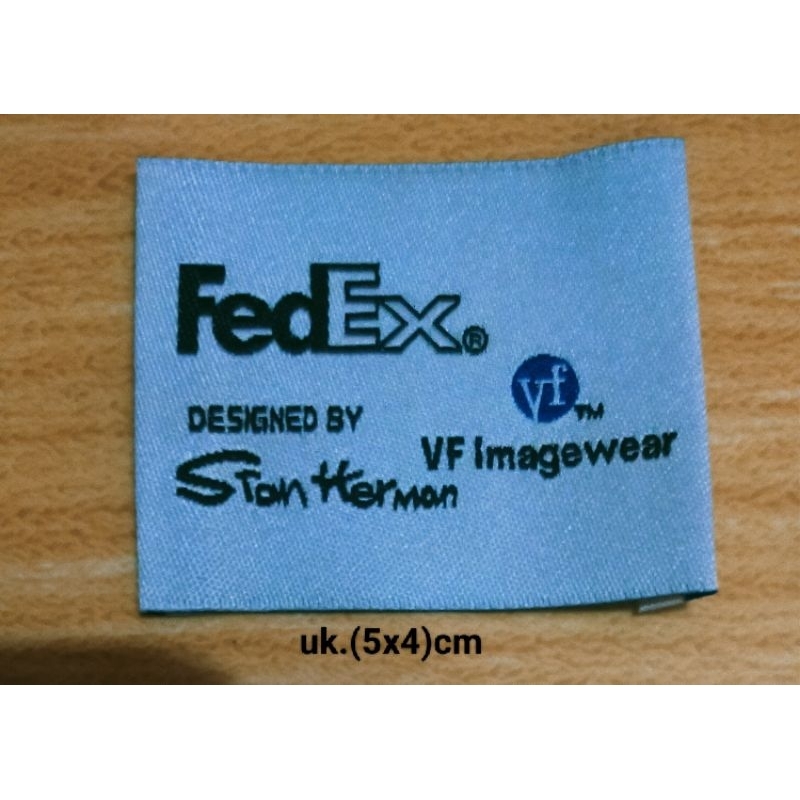 FedEx®
vf™
DESIGNED BY
VF Imagewear
Stan Herman
uk.(5x4)cm